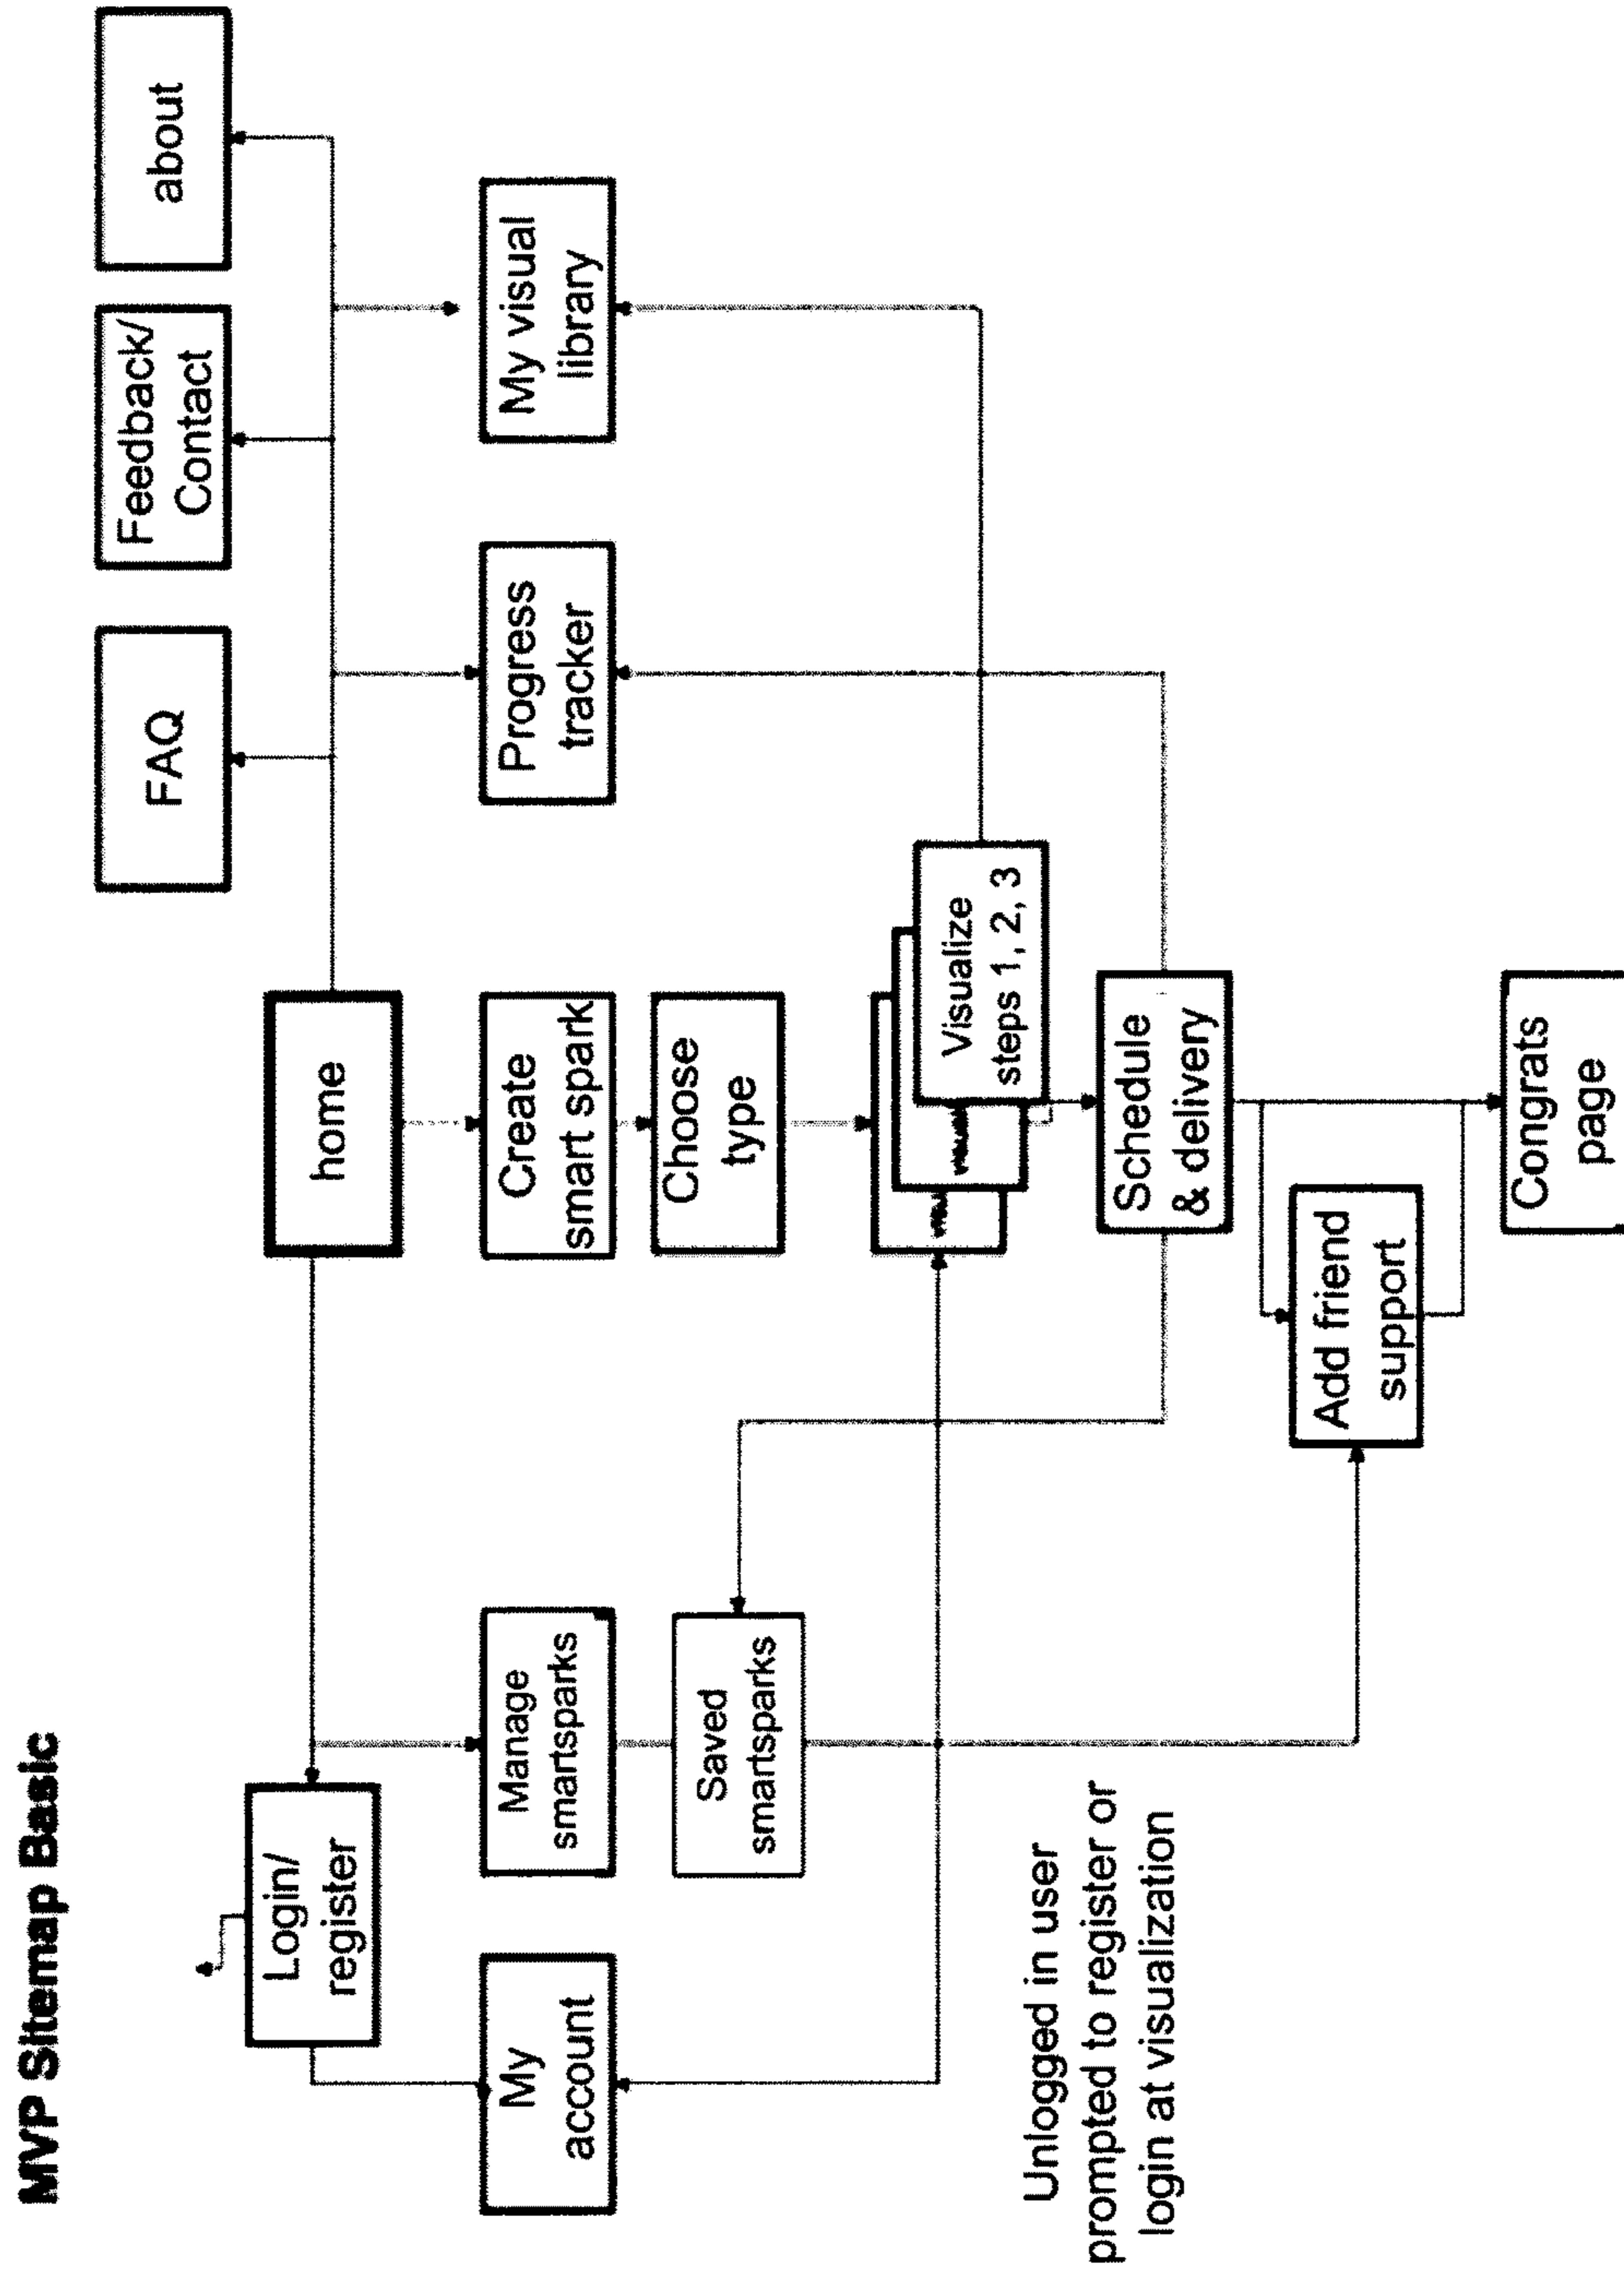 MVP Sitemap Basic
FAQ
Feedback/
Contact
about
Login/
register
home
My
account
Manage
smartsparks
Create
smart spark
Progress
tracker
My visual
library
Saved
smartsparks
Choose
type
Visualize
steps 1, 2, 3
Unlogged in user
prompted to register or
login at visualization
Schedule
& delivery
Add friend
support
Congrats
page